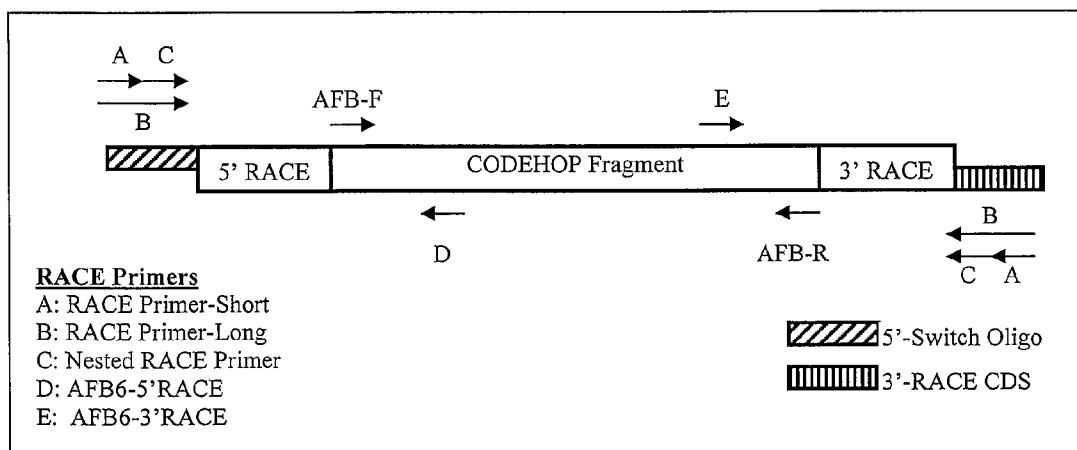 A C
B
AFB-F
E
5' RACE
CODEHOP Fragment
3' RACE
D
AFB-R
B
C A
RACE Primers
A: RACE Primer-Short
B: RACE Primer-Long
C: Nested RACE Primer
D: AFB6-5'RACE
E: AFB6-3'RACE
5'-Switch Oligo
3'-RACE CDS